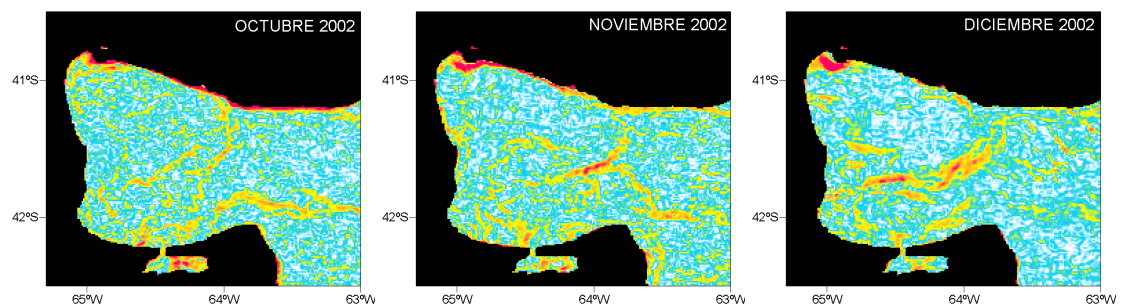 OCTUBRE 2002
NOVIEMBRE 2002
DICIEMBRE 2002
41ºS
41ºS
41ºS
42ºS
42ºS
42ºS
65ºW 64ºW 63ºW
65ºW 64ºW 63ºW
65ºW 64ºW 63ºW